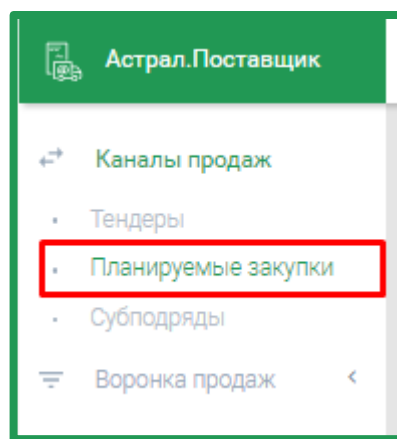 Астрал.Поставщик
Каналы продаж
Тендеры
Планируемые закупки
Субподряды
Воронка продаж